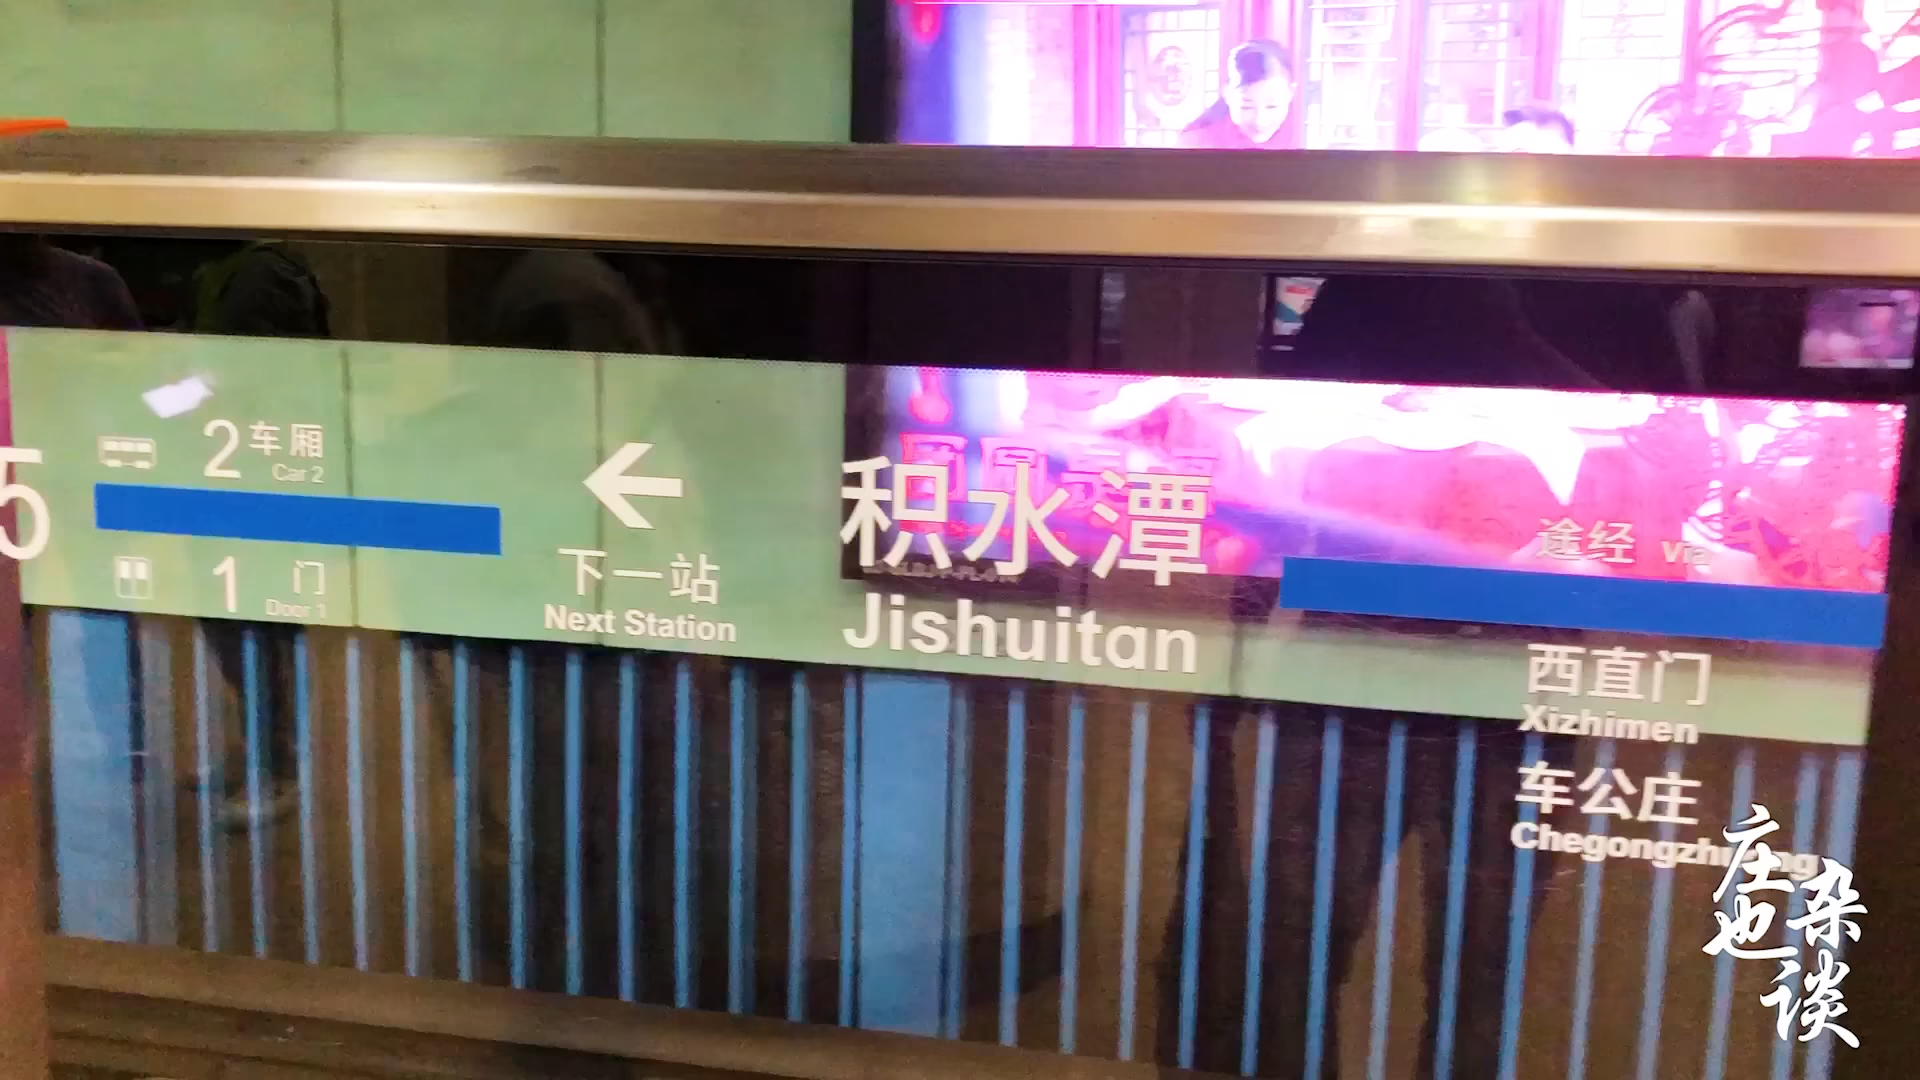 5
2 车厢
Car 2
1 门
Door 1
下一站
Next Station
积水潭
Jishuitan
途经 via
西直门
Xizhimen
车公庄
Chegongzhuang
庄也杂谈